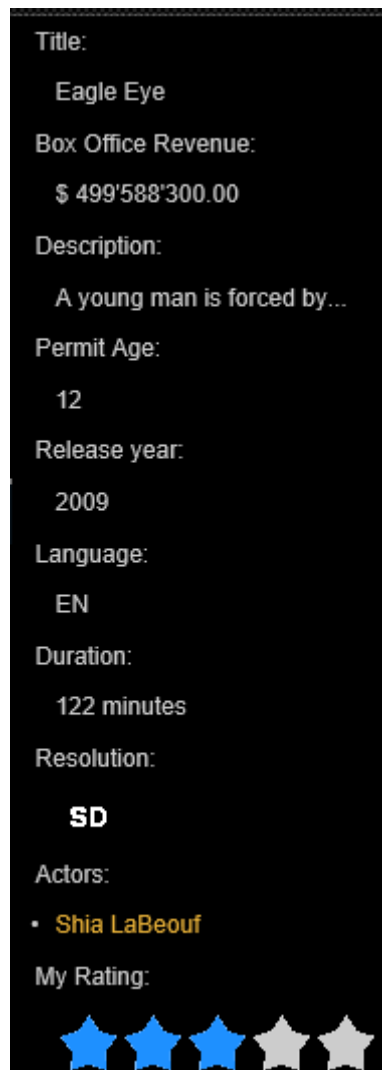 Title:
Eagle Eye
Box Office Revenue:
$ 499'588'300.00
Description:
A young man is forced by...
Permit Age:
12
Release year:
2009
Language:
EN
Duration:
122 minutes
Resolution:
SD
Actors:
• Shia LaBeouf
My Rating: